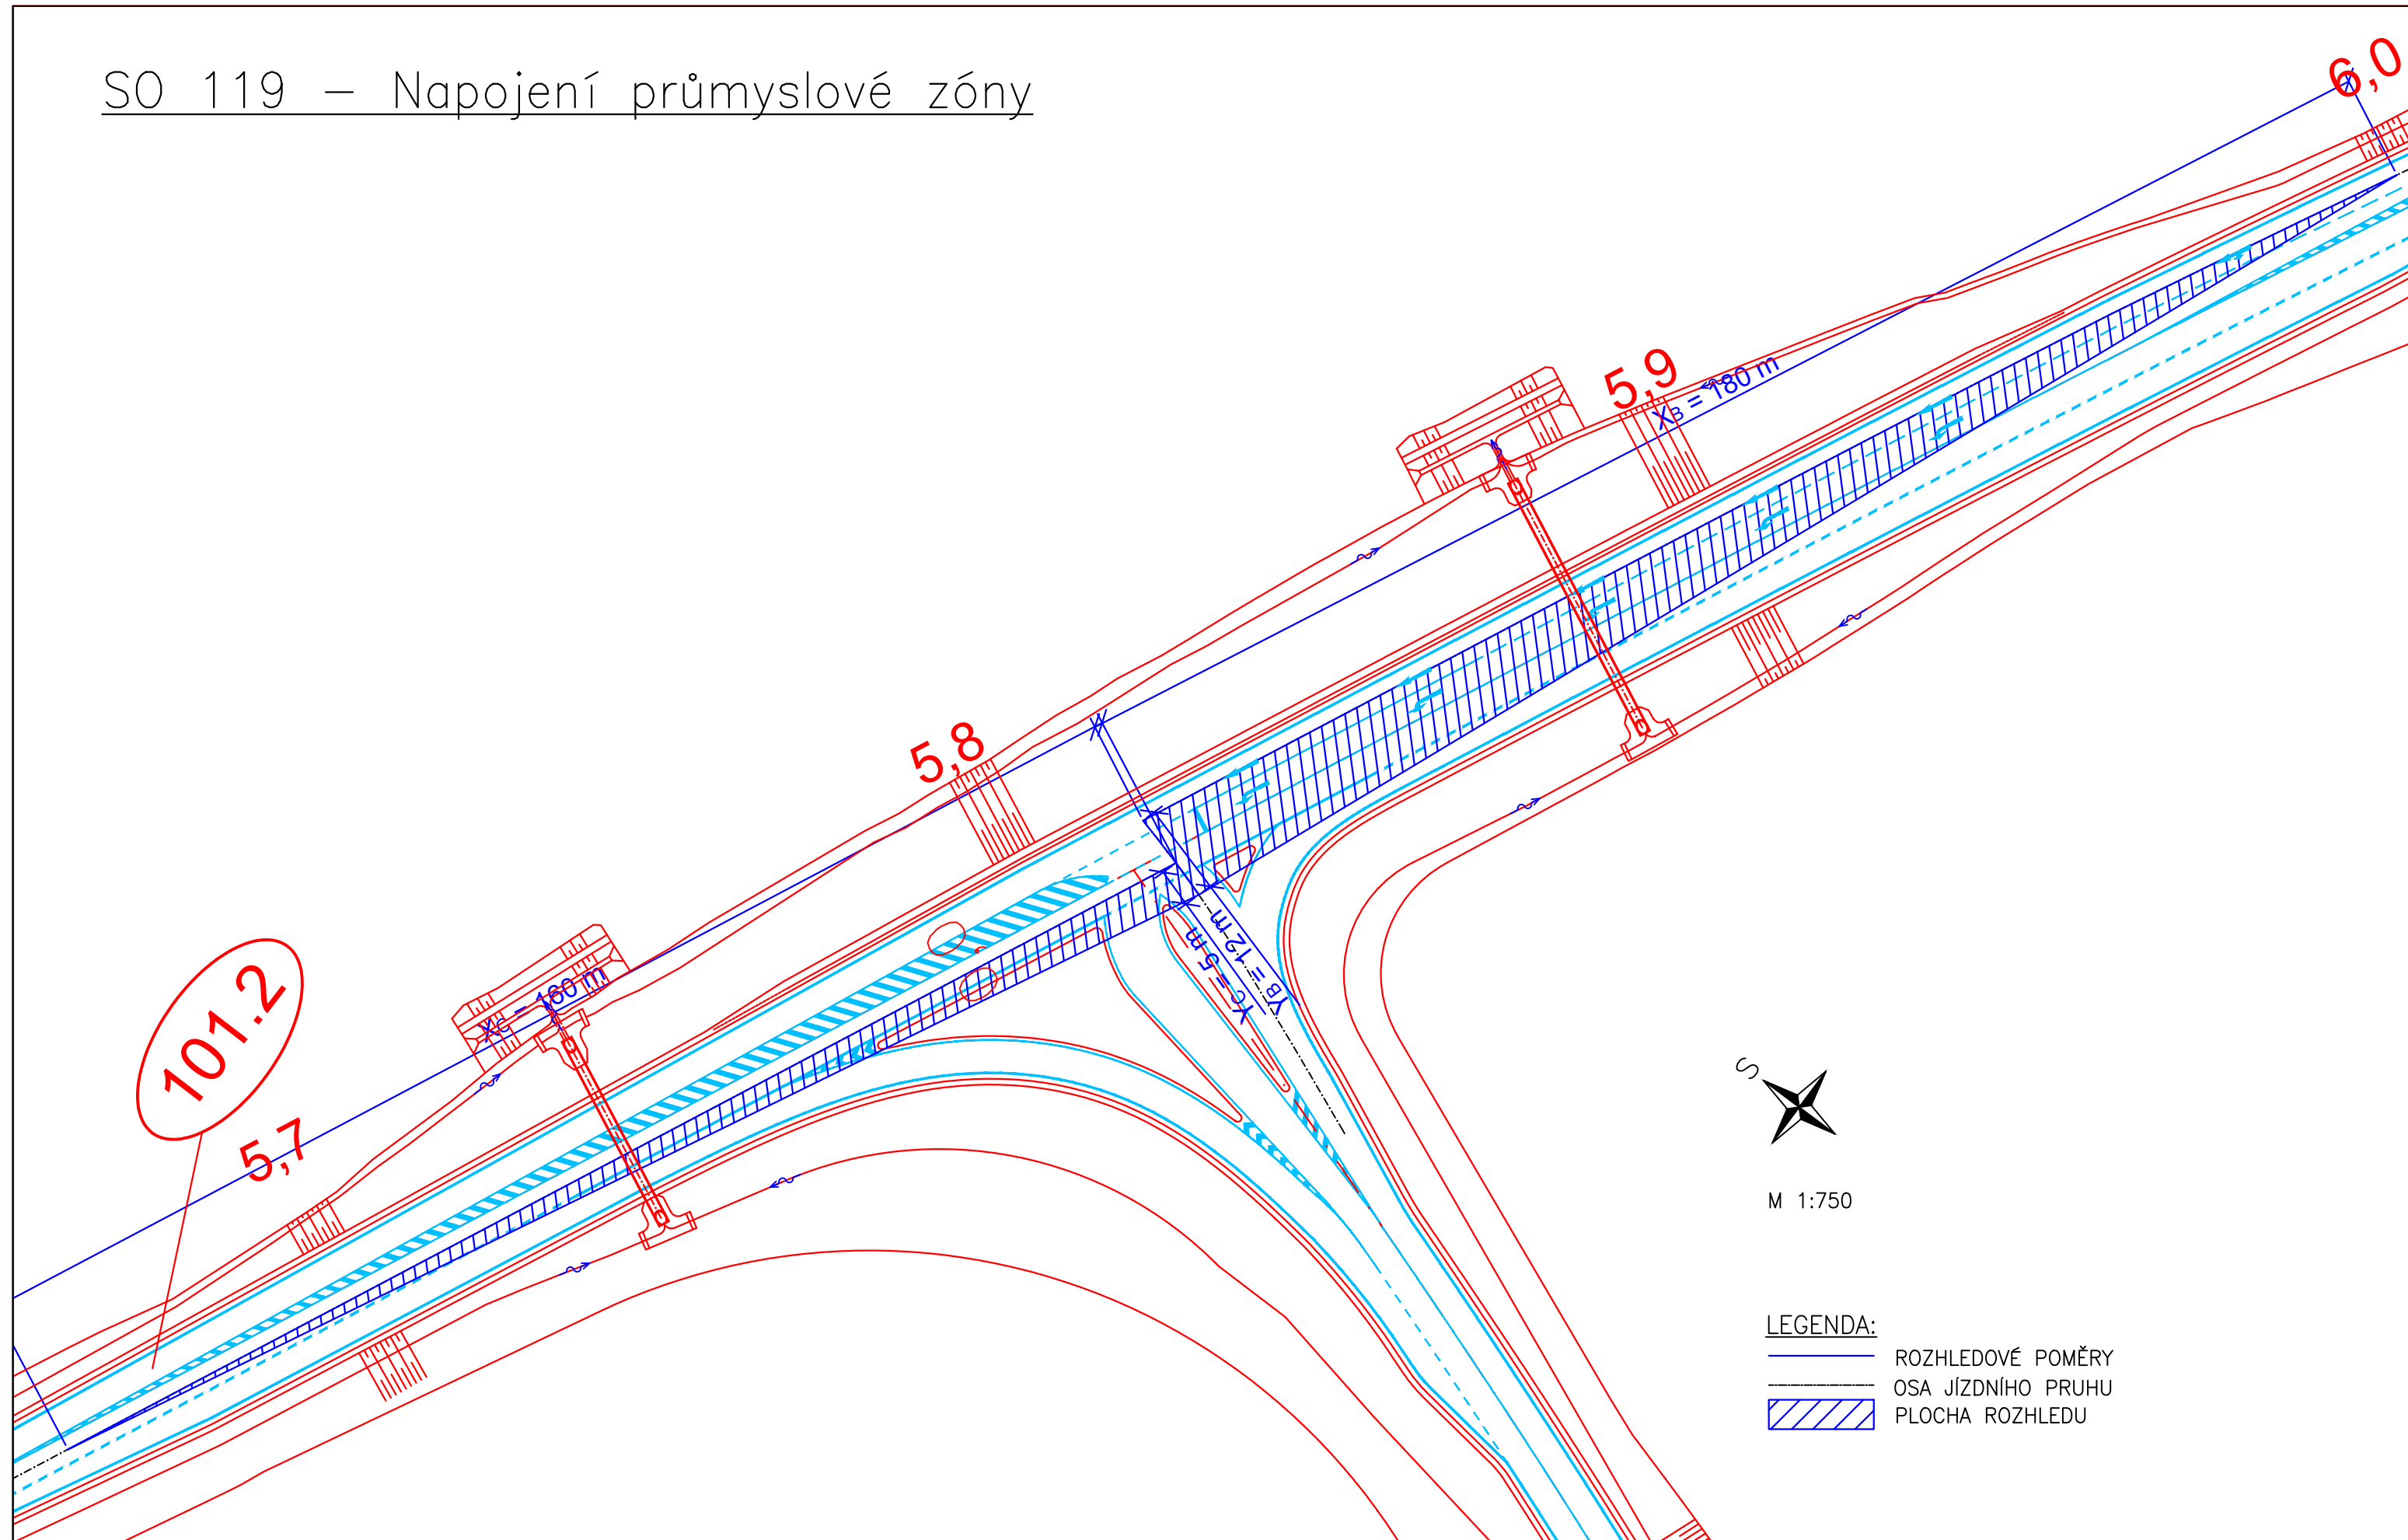 SO 119 – Napojení průmyslové zóny
6,0
5,9
XB = 180 m
5,8
YC = 5 m
YB = 12 m
XC = 160 m
101.2
5,7
S
M 1:750
LEGENDA:
ROZHLEDOVÉ POMĚRY
OSA JÍZDNÍHO PRUHU
PLOCHA ROZHLEDU